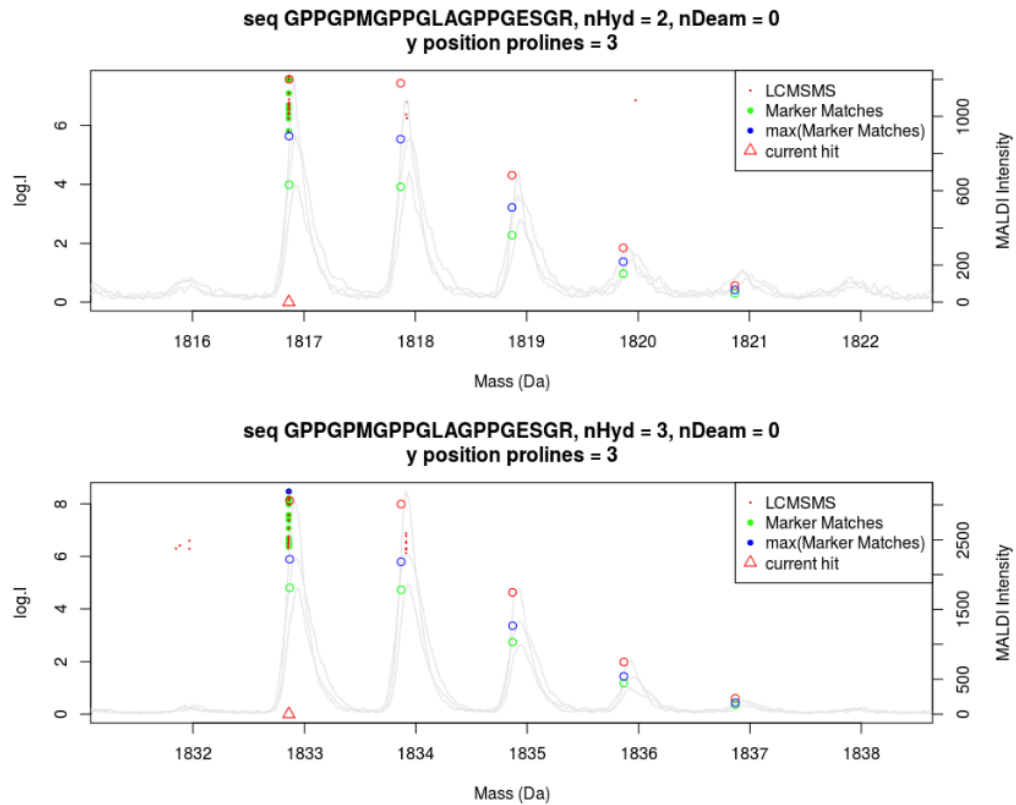 seq GPPGPMGPPGLAGPPGESGR, nHyd = 2, nDeam = 0
y position prolines = 3
log.I
0
2
4
6
LCMSMS
Marker Matches
max(Marker Matches)
current hit
0
200
600
1000
MALDI Intensity
1816
1817
1818
1819
1820
1821
1822
Mass (Da)
seq GPPGPMGPPGLAGPPGESGR, nHyd = 3, nDeam = 0
y position prolines = 3
log.I
0
2
4
6
8
LCMSMS
Marker Matches
max(Marker Matches)
current hit
0
500
1500
2500
MALDI Intensity
1832
1833
1834
1835
1836
1837
1838
Mass (Da)